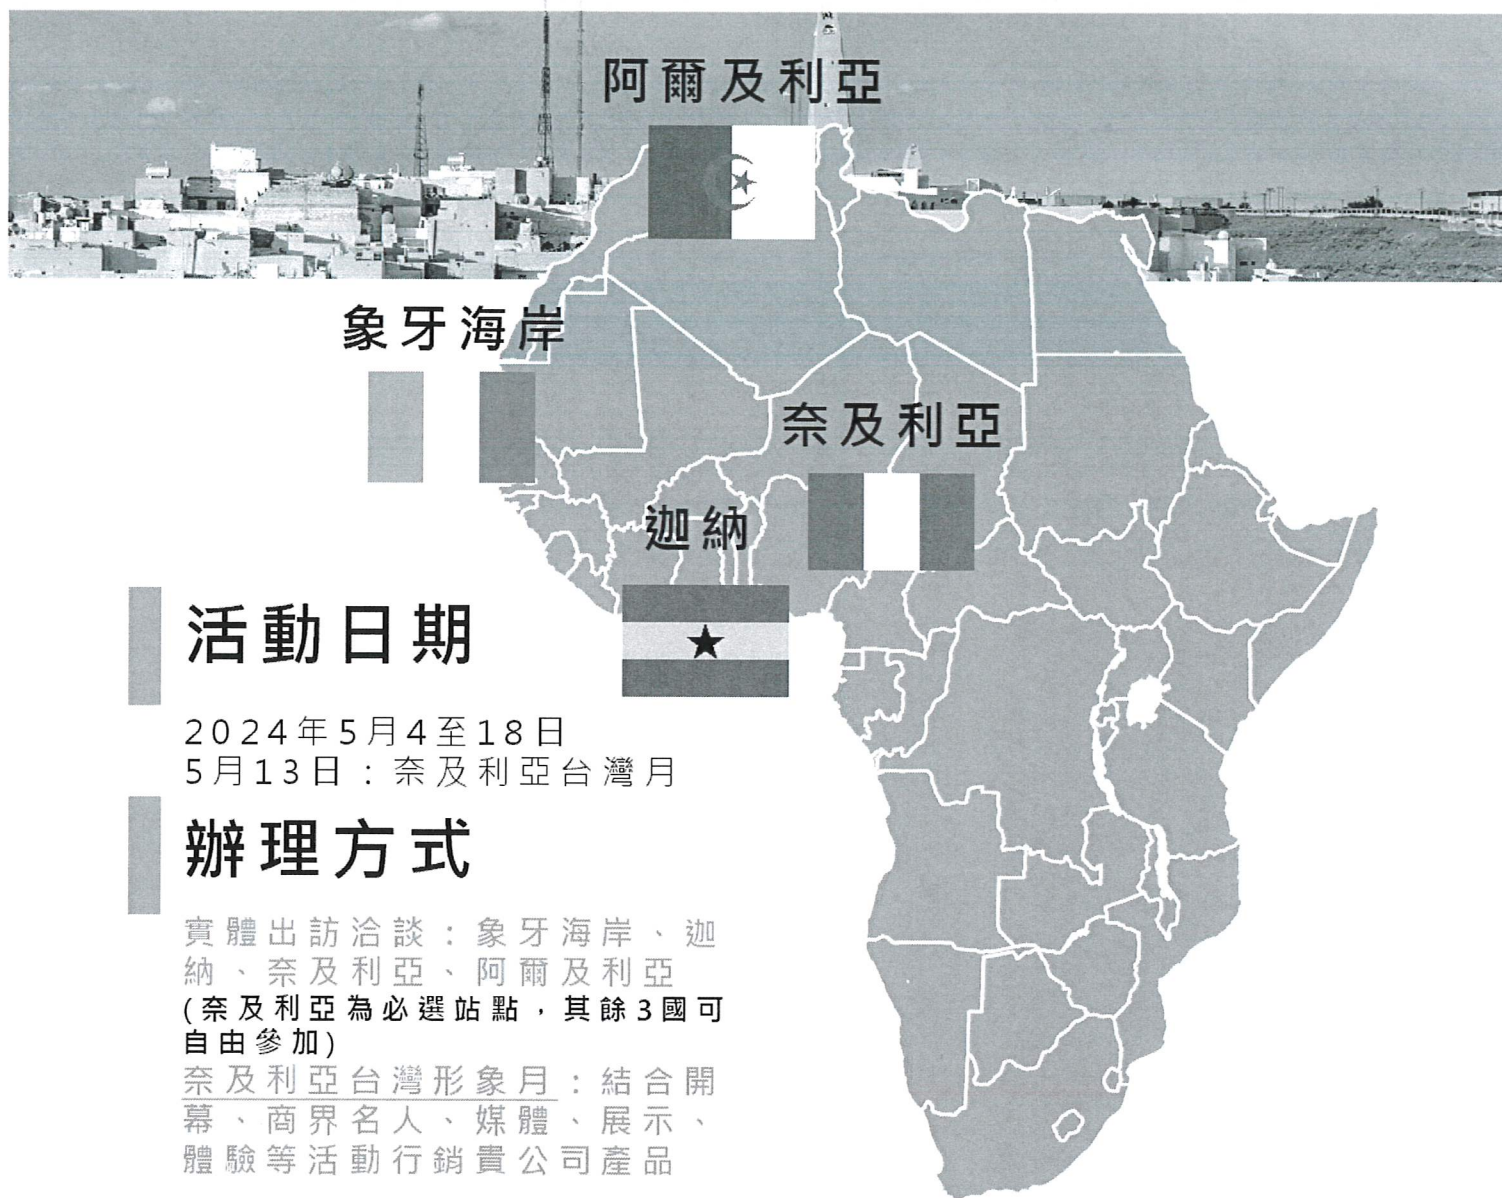 阿爾及利亞
象牙海岸
奈及利亞
迦納
活動日期
2024年5月4至18日
5月13日：奈及利亞台灣月
辦理方式
實體出訪洽談：象牙海岸、迦
納、奈及利亞、阿爾及利亞
(奈及利亞為必選站點，其餘3國可
自由參加)
奈及利亞台灣形象月：結合開
幕、商界名人、媒體、展示、
體驗等活動行銷貴公司產品